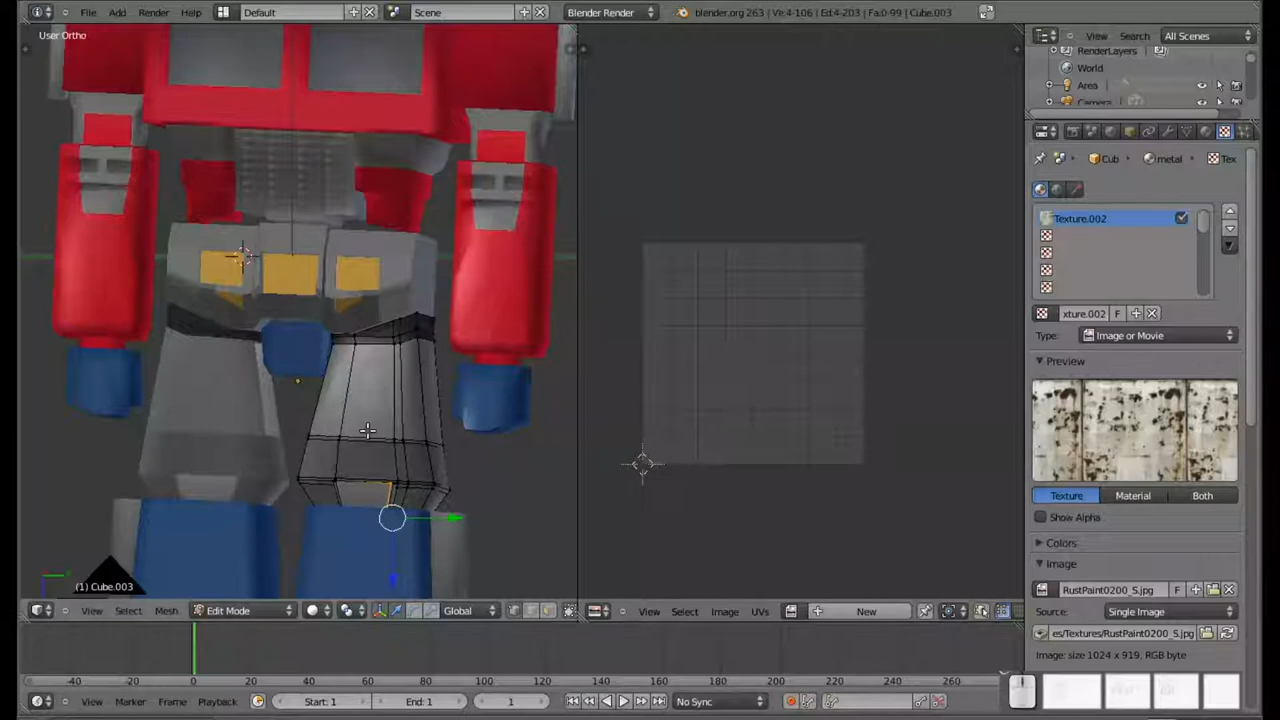 File Add Render Help Default Scene Blender Render blender.org 263 | Ve:4-106 | Ed:4-203 | Fa:0-99 | Cube.003
User Ortho
View Search All Scenes
RenderLayers
World
Area
Camera
Cub metal Tex
Texture.002
xture.002 F
Type: Image or Movie
Preview
Texture Material Both
Show Alpha
Colors
Image
(1) Cube.003
RustPaint0200_S.jpg F
View Select Mesh Edit Mode Global View Select Image UVs New
Source: Single Image
es/Textures/RustPaint0200_S.jpg
Image: size 1024 x 919, RGB byte
-40 -20 0 20 40 60 80 100 120 140 160 180 200 220 240 260
View Marker Frame Playback Start: 1 End: 1 1 No Sync